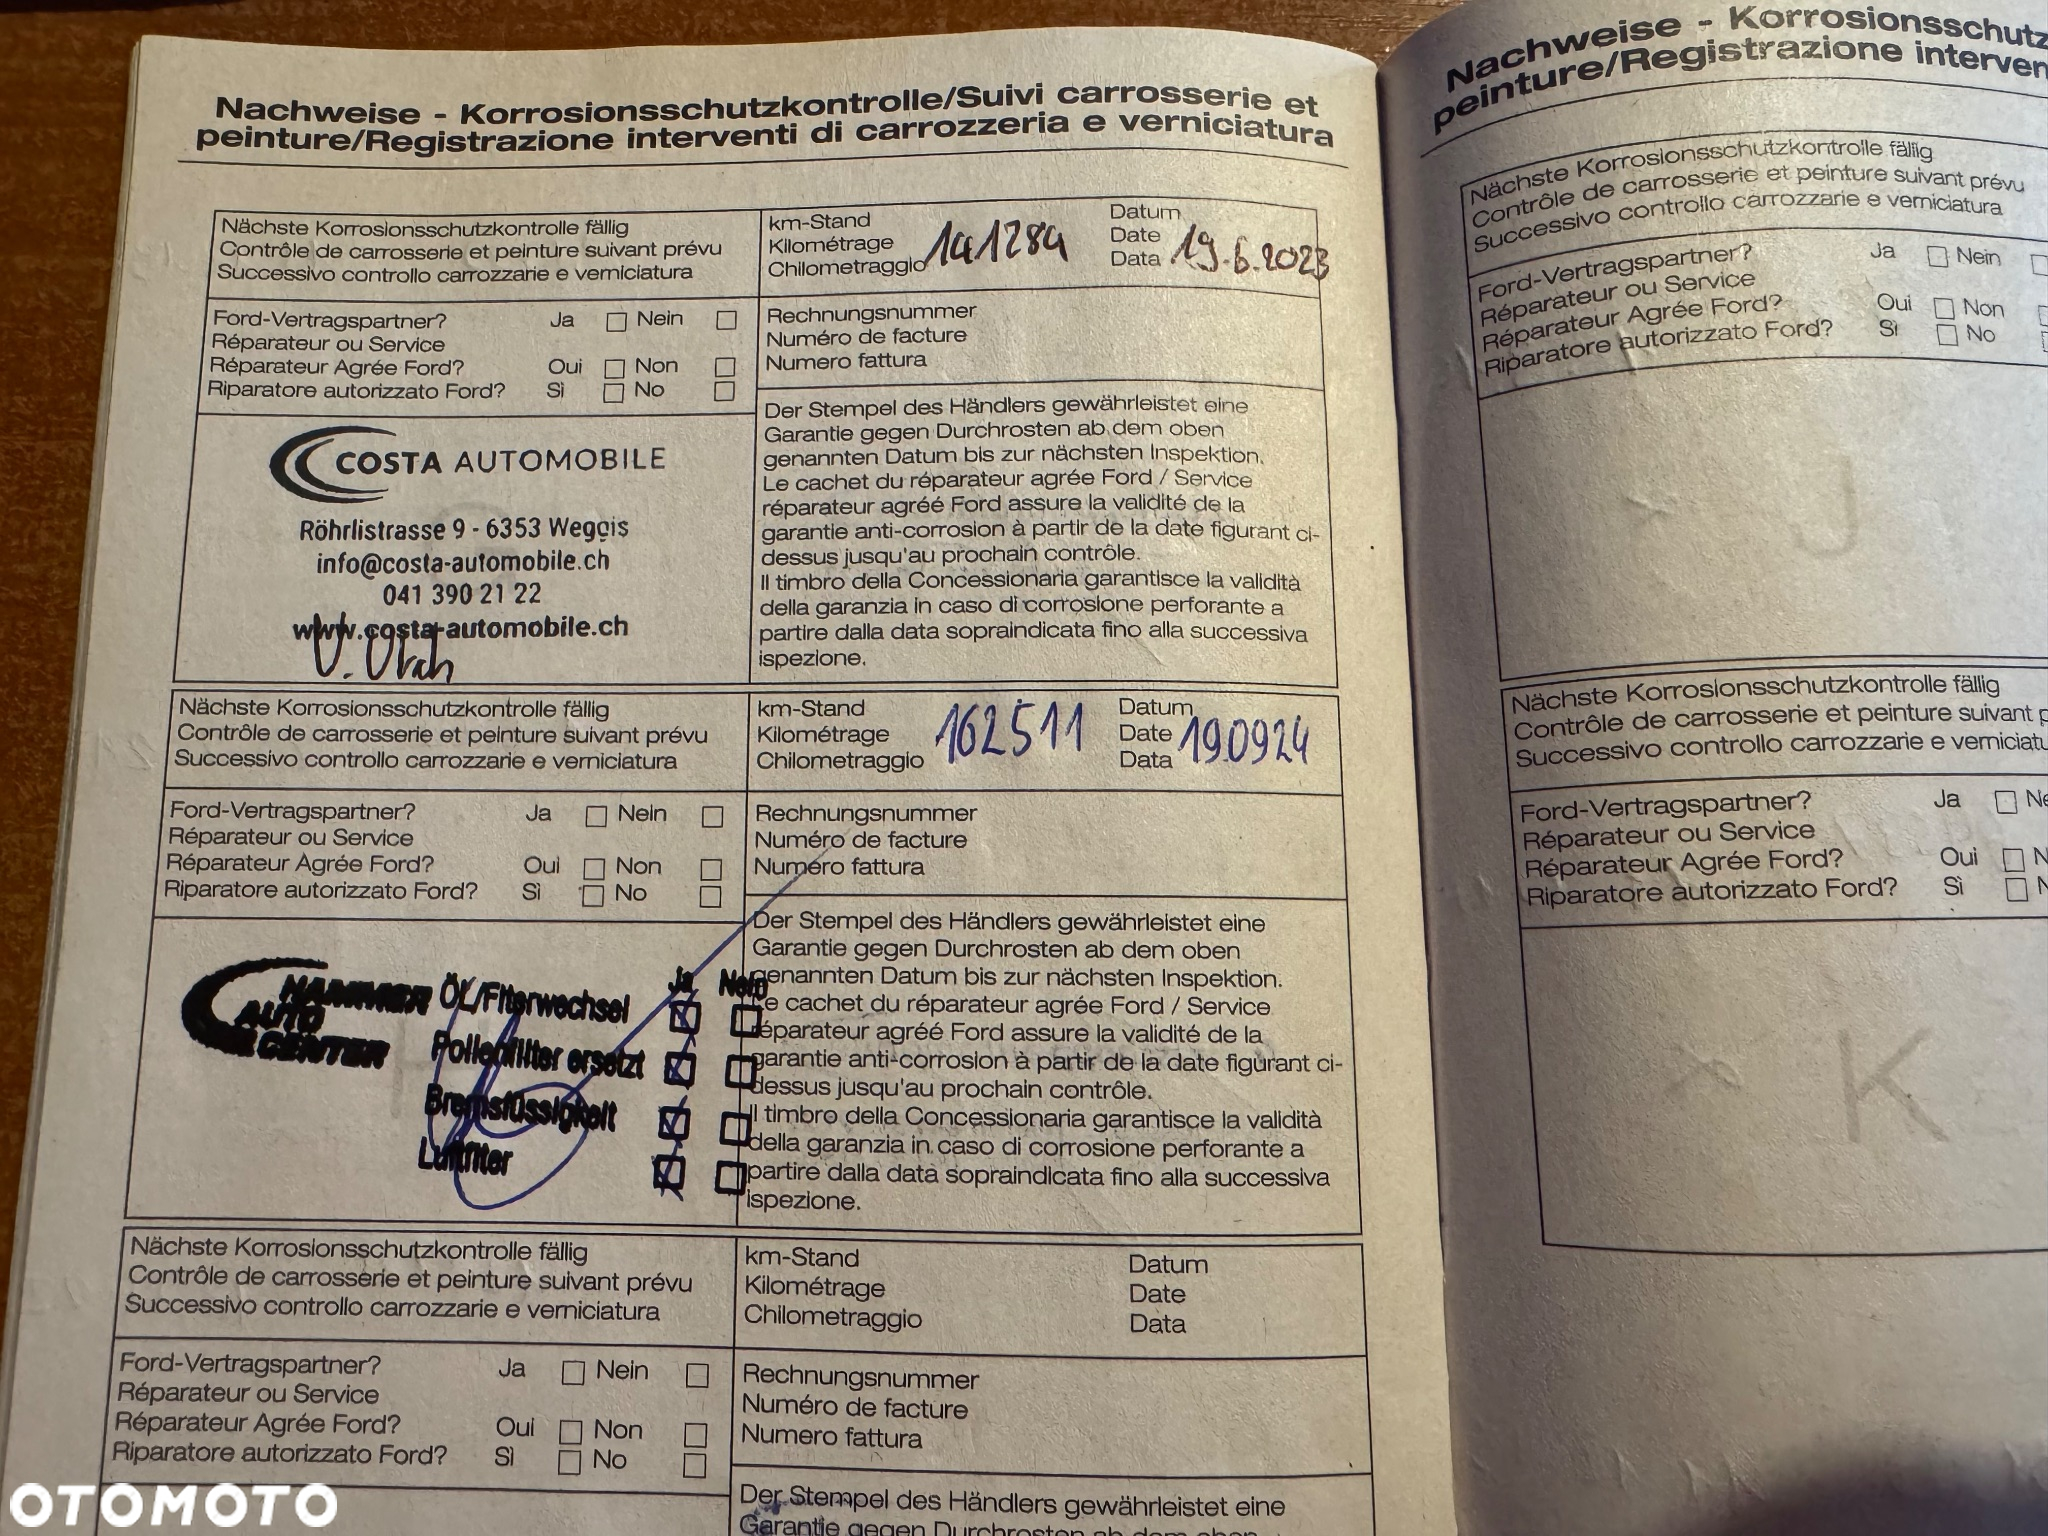 Nachweise - Korrosionsschutzkontrolle/Suivi carrosserie et
peinture/Registrazione interventi di carrozzeria e verniciatura
Nächste Korrosionsschutzkontrolle fällig
Contrôle de carrosserie et peinture suivant prévu
Successivo controllo carrozzarie e verniciatura
km-Stand
Kilométrage
Chilometraggio
141284
Datum
Date
Data
19.6.2023
Ford-Vertragspartner? Ja Nein
Réparateur ou Service
Réparateur Agrée Ford? Oui Non
Riparatore autorizzato Ford? Sì No
Rechnungsnummer
Numéro de facture
Numero fattura
COSTA AUTOMOBILE
Röhrlistrasse 9 - 6353 Weggis
info@costa-automobile.ch
041 390 21 22
www.costa-automobile.ch
Der Stempel des Händlers gewährleistet eine
Garantie gegen Durchrosten ab dem oben
genannten Datum bis zur nächsten Inspektion.
Le cachet du réparateur agrée Ford / Service
réparateur agréé Ford assure la validité de la
garantie anti-corrosion à partir de la date figurant ci-
dessus jusqu'au prochain contrôle.
Il timbro della Concessionaria garantisce la validità
della garanzia in caso di corrosione perforante a
partire dalla data sopraindicata fino alla successiva
ispezione.
Nächste Korrosionsschutzkontrolle fällig
Contrôle de carrosserie et peinture suivant prévu
Successivo controllo carrozzarie e verniciatura
km-Stand
Kilométrage
Chilometraggio
162511
Datum
Date
Data
190924
Ford-Vertragspartner? Ja Nein
Réparateur ou Service
Réparateur Agrée Ford? Oui Non
Riparatore autorizzato Ford? Sì No
Rechnungsnummer
Numéro de facture
Numero fattura
HAMMER
AUTO
CENTER
Ja Nein
ÖL/Filterwechsel
Pollenfilter ersetzt
Bremsfüssigkeit
Luftfilter
Der Stempel des Händlers gewährleistet eine
Garantie gegen Durchrosten ab dem oben
genannten Datum bis zur nächsten Inspektion.
Le cachet du réparateur agrée Ford / Service
réparateur agréé Ford assure la validité de la
garantie anti-corrosion à partir de la date figurant ci-
dessus jusqu'au prochain contrôle.
Il timbro della Concessionaria garantisce la validità
della garanzia in caso di corrosione perforante a
partire dalla data sopraindicata fino alla successiva
ispezione.
Nächste Korrosionsschutzkontrolle fällig
Contrôle de carrosserie et peinture suivant prévu
Successivo controllo carrozzarie e verniciatura
km-Stand
Kilométrage
Chilometraggio
Datum
Date
Data
Ford-Vertragspartner? Ja Nein
Réparateur ou Service
Réparateur Agrée Ford? Oui Non
Riparatore autorizzato Ford? Sì No
Rechnungsnummer
Numéro de facture
Numero fattura
Der Stempel des Händlers gewährleistet eine
Garantie gegen Durchrosten ab dem oben
Nachweise - Korrosionsschutz
peinture/Registrazione interven
Nächste Korrosionsschutzkontrolle fällig
Contrôle de carrosserie et peinture suivant prévu
Successivo controllo carrozzarie e verniciatura
Ford-Vertragspartner? Ja Nein
Réparateur ou Service
Réparateur Agrée Ford? Oui Non
Riparatore autorizzato Ford? Sì No
J
Nächste Korrosionsschutzkontrolle fällig
Contrôle de carrosserie et peinture suivant p
Successivo controllo carrozzarie e verniciatu
Ford-Vertragspartner? Ja Ne
Réparateur ou Service
Réparateur Agrée Ford? Oui N
Riparatore autorizzato Ford? Sì N
K
OTOMOTO